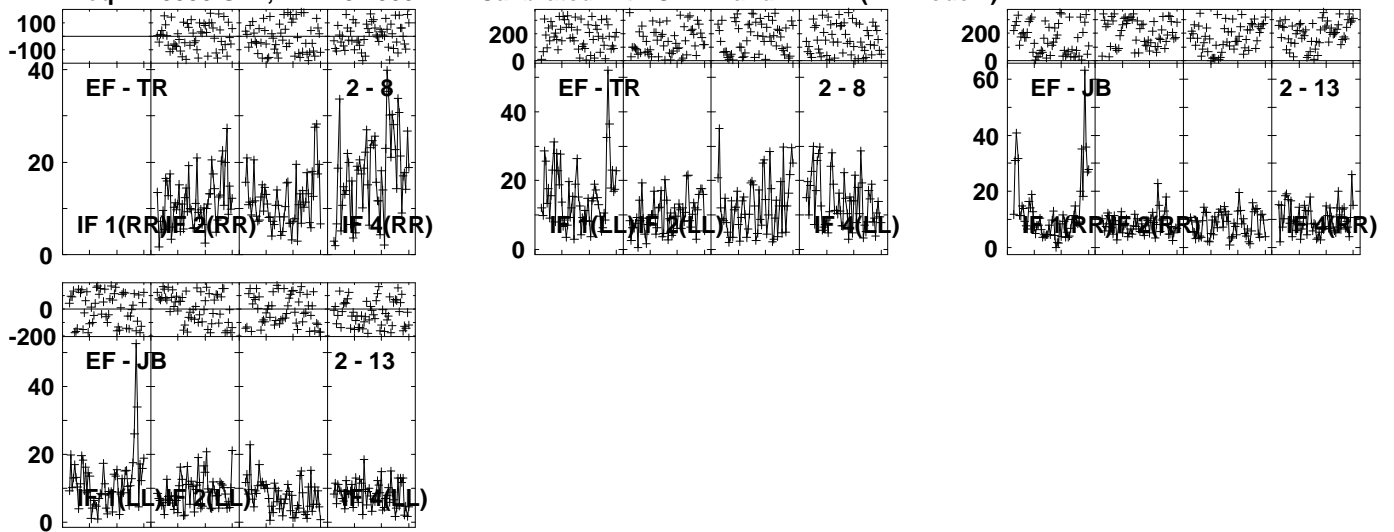 100
-100
40
20
0
EF - TR 2 - 8
IF 1(RR) IF 2(RR) IF 4(RR)
200
0
40
20
0
EF - TR 2 - 8
IF 1(LL) IF 2(LL) IF 4(LL)
200
0
60
40
20
0
EF - JB 2 - 13
IF 1(RR) IF 2(RR) IF 4(RR)
0
-200
40
20
0
EF - JB 2 - 13
IF 1(LL) IF 2(LL) IF 4(LL)